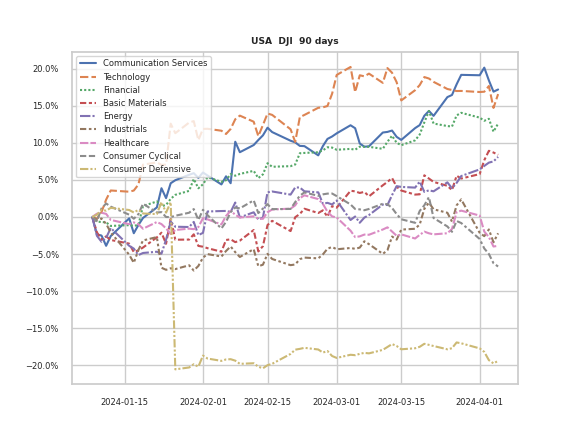 USA DJI 90 days
20.0%
15.0%
10.0%
5.0%
0.0%
−5.0%
−10.0%
−15.0%
−20.0%
Communication Services
Technology
Financial
Basic Materials
Energy
Industrials
Healthcare
Consumer Cyclical
Consumer Defensive
2024-01-15
2024-02-01
2024-02-15
2024-03-01
2024-03-15
2024-04-01